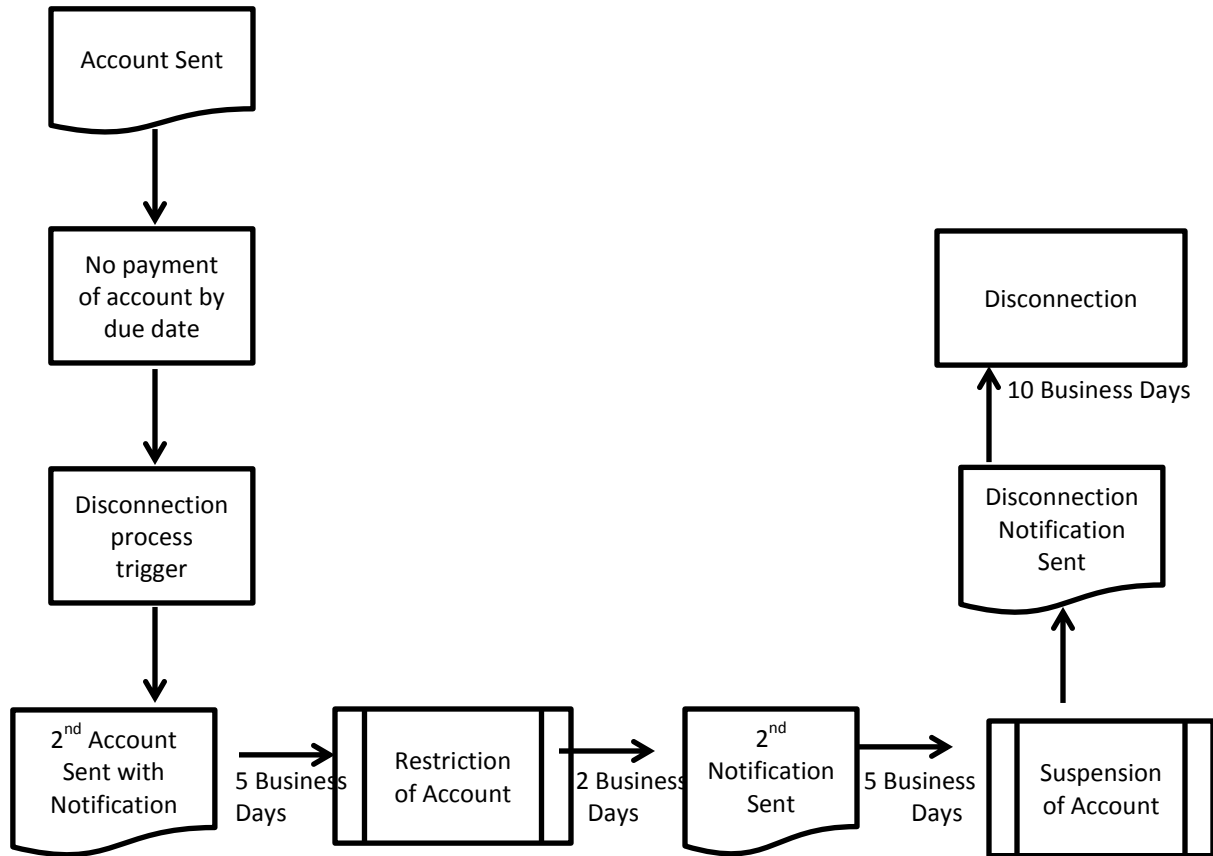 Account Sent
No payment
of account by
due date
Disconnection
process
trigger
2nd Account
Sent with
Notification
5 Business
Days
Restriction
of Account
2 Business
Days
2nd
Notification
Sent
5 Business
Days
Suspension
of Account
Disconnection
Notification
Sent
10 Business Days
Disconnection